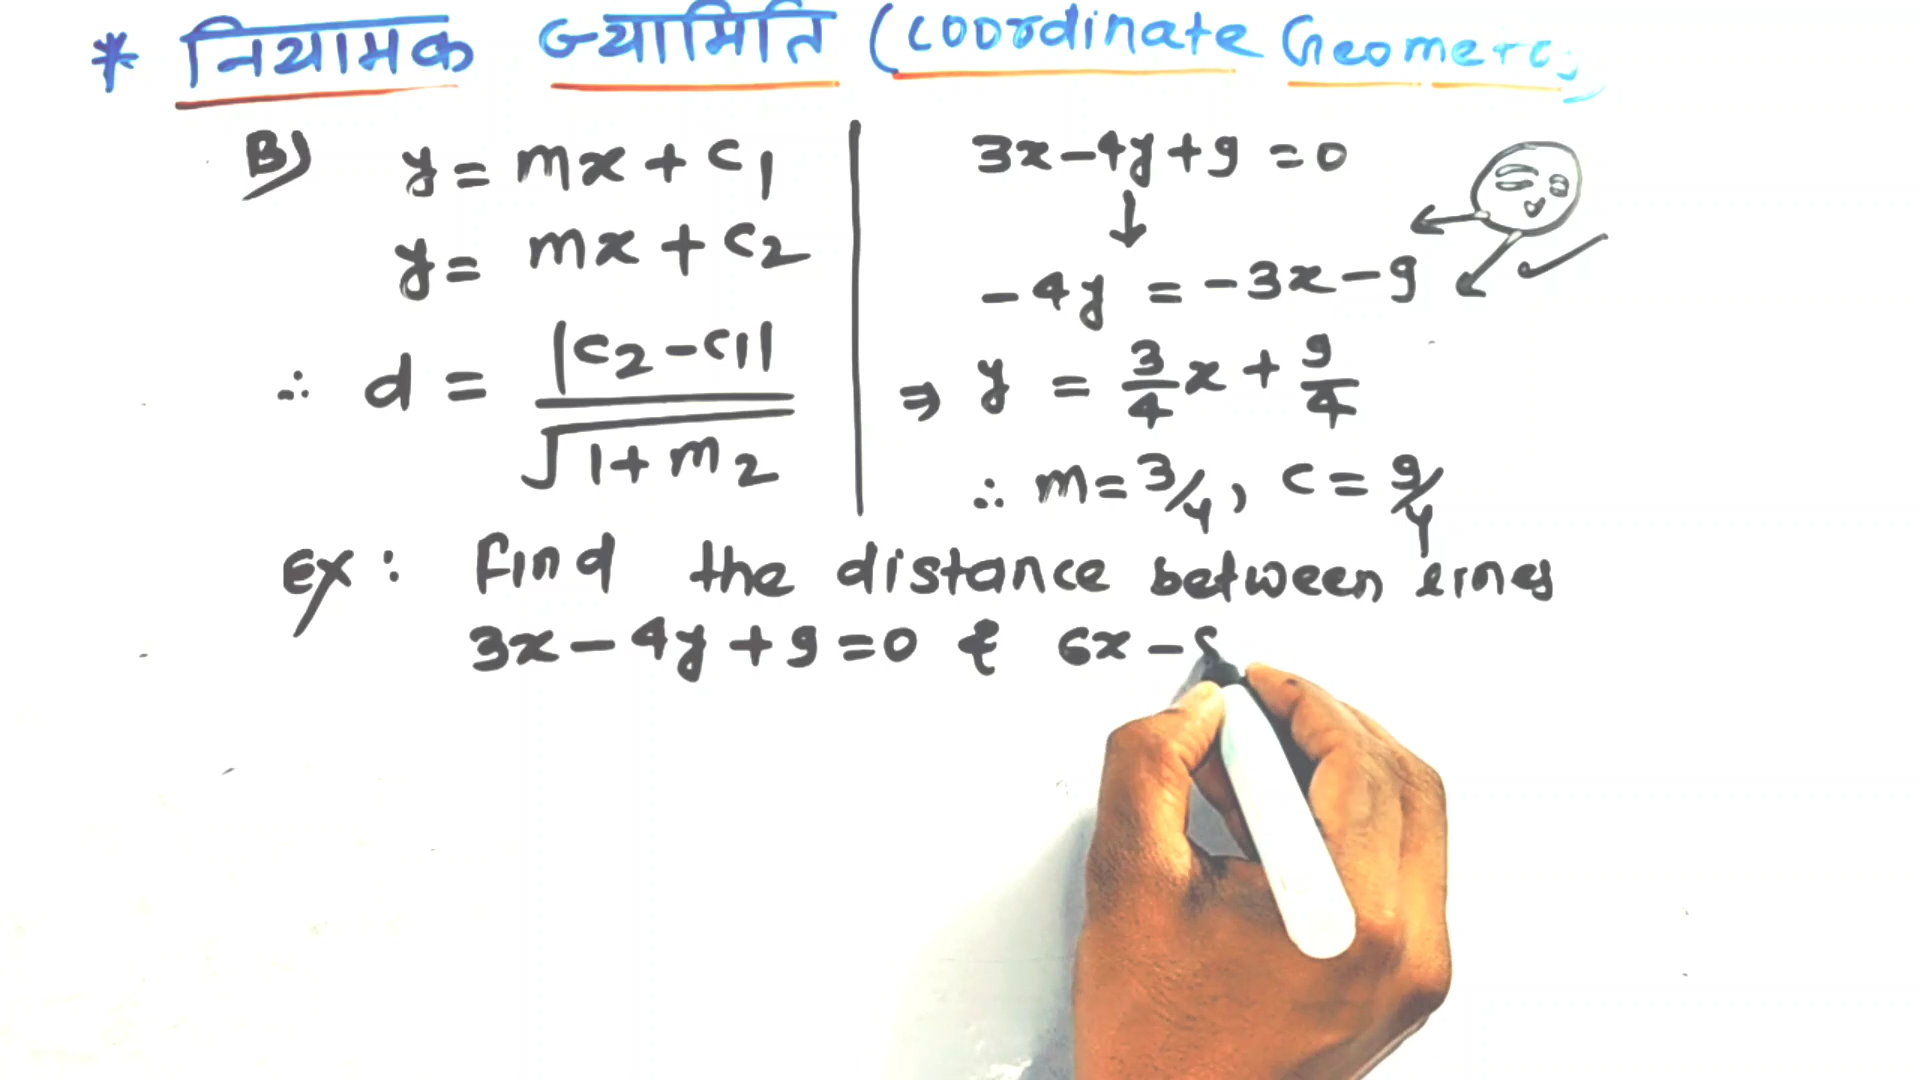 * नियामक ज्यामिति (coordinate Geometry
B) y = mx + c1
y = mx + c2
∴ d = |c2 - c1| / √1 + m2
3x - 4y + 9 = 0
↓
- 4y = - 3x - 9
⇒ y = 3/4 x + 9/4
∴ m = 3/4, c = 9/4
Ex : Find the distance between lines
3x - 4y + 9 = 0 & 6x -